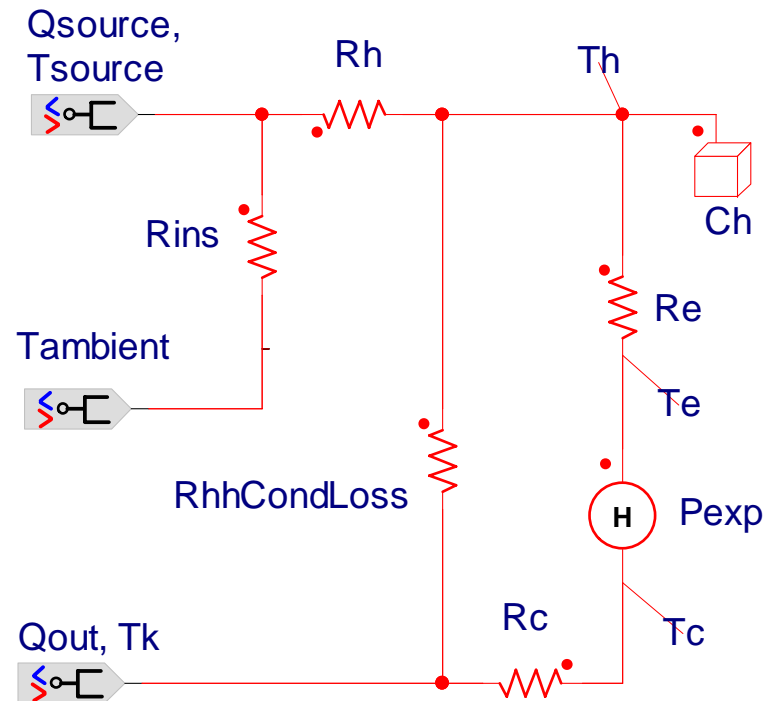 Qsource,
Tsource
Rh
Th
Ch
Rins
Re
Tambient
Te
RhhCondLoss
H
Pexp
Rc
Tc
Qout, Tk